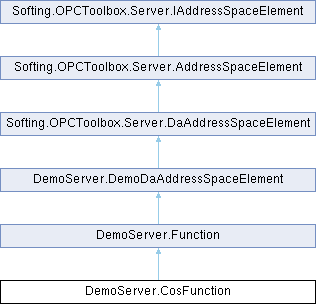 Softing.OPCToolbox.Server.IAddressSpaceElement
Softing.OPCToolbox.Server.AddressSpaceElement
Softing.OPCToolbox.Server.DaAddressSpaceElement
DemoServer.DemoDaAddressSpaceElement
DemoServer.Function
DemoServer.CosFunction